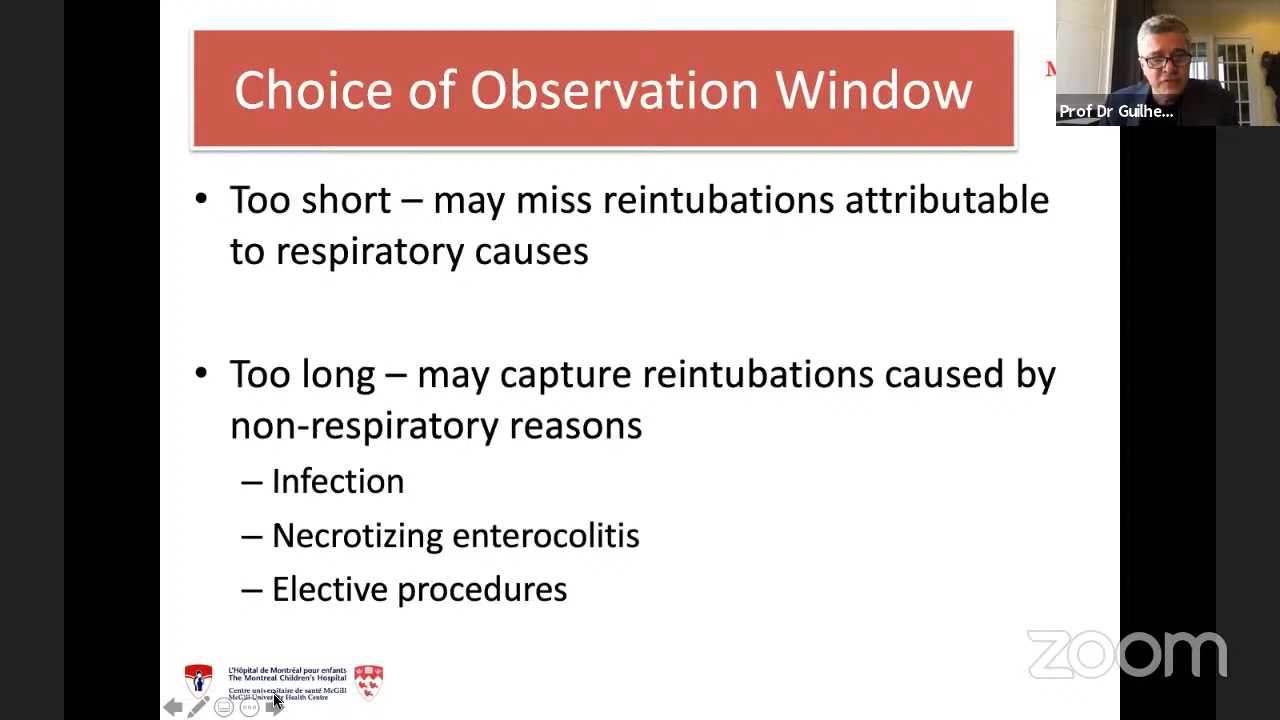 Choice of Observation Window
M
Prof Dr Guilhe...
• Too short – may miss reintubations attributable
to respiratory causes
• Too long – may capture reintubations caused by
non-respiratory reasons
– Infection
– Necrotizing enterocolitis
– Elective procedures
L'Hôpital de Montréal pour enfants
The Montreal Children's Hospital
Centre universitaire de santé McGill
McGill University Health Centre
zoom